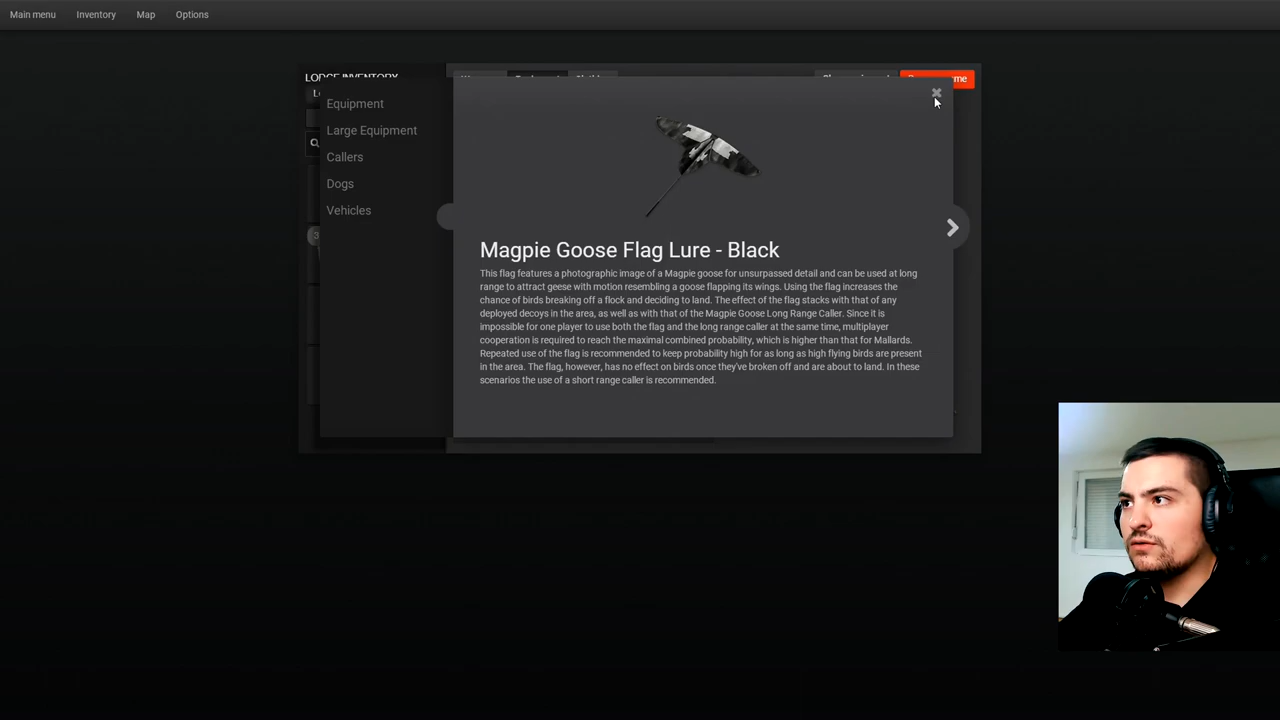 Main menu Inventory Map Options
LODGE INVENTORY
Equipment
Large Equipment
Callers
Dogs
Vehicles
Magpie Goose Flag Lure - Black
This flag features a photographic image of a Magpie goose for unsurpassed detail and can be used at long
range to attract geese with motion resembling a goose flapping its wings. Using the flag increases the
chance of birds breaking off a flock and deciding to land. The effect of the flag stacks with that of any
deployed decoys in the area, as well as with that of the Magpie Goose Long Range Caller. Since it is
impossible for one player to use both the flag and the long range caller at the same time, multiplayer
cooperation is required to reach the maximal combined probability, which is higher than that for Mallards.
Repeated use of the flag is recommended to keep probability high for as long as high flying birds are present
in the area. The flag, however, has no effect on birds once they've broken off and are about to land. In these
scenarios the use of a short range caller is recommended.